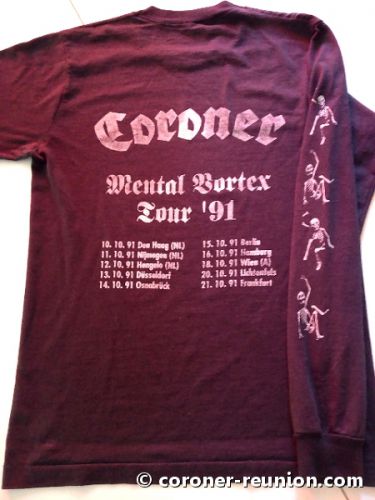 Coroner
Mental Vortex
Tour '91
10. 10. 91 Den Haag (NL)
11. 10. 91 Nijmegen (NL)
12. 10. 91 Hengelo (NL)
13. 10. 91 Düsseldorf
14. 10. 91 Osnabrück
15. 10. 91 Berlin
16. 10. 91 Hamburg
18. 10. 91 Wien (A)
20. 10. 91 Lichtenfels
21. 10. 91 Frankfurt
© coroner-reunion.com